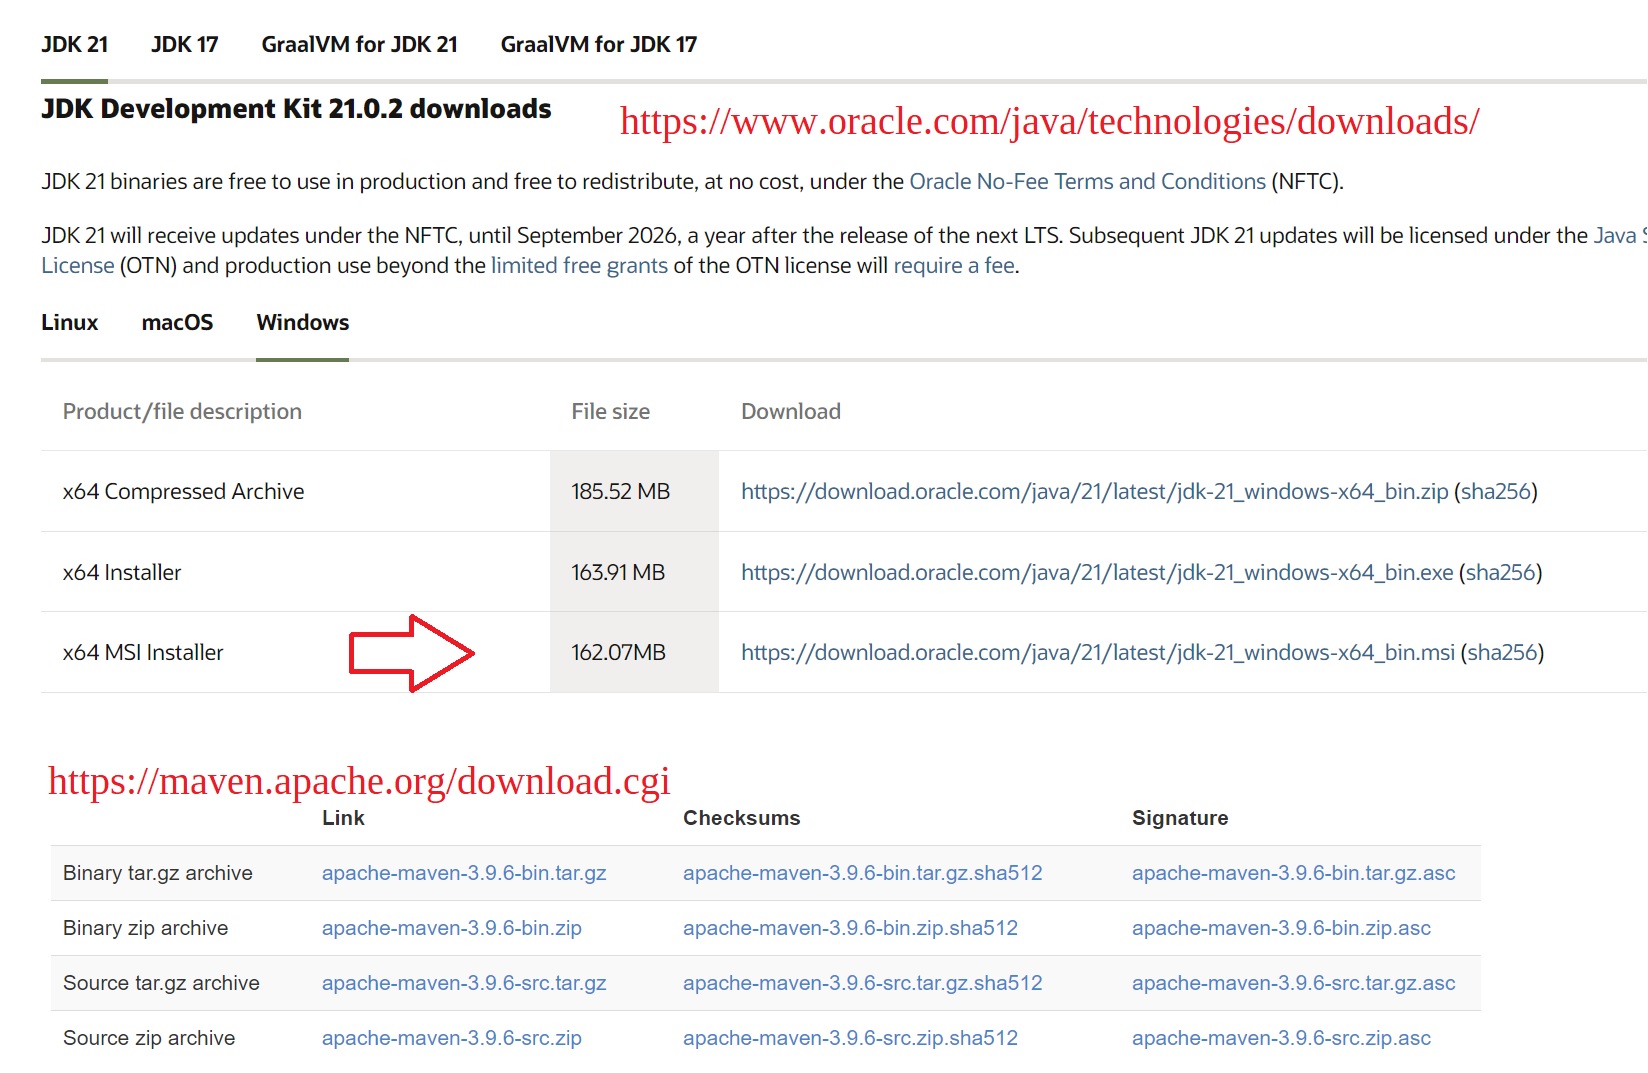 JDK 21 JDK 17 GraalVM for JDK 21 GraalVM for JDK 17
JDK Development Kit 21.0.2 downloads
https://www.oracle.com/java/technologies/downloads/
JDK 21 binaries are free to use in production and free to redistribute, at no cost, under the Oracle No-Fee Terms and Conditions (NFTC).
JDK 21 will receive updates under the NFTC, until September 2026, a year after the release of the next LTS. Subsequent JDK 21 updates will be licensed under the Java
License (OTN) and production use beyond the limited free grants of the OTN license will require a fee.
Linux macOS Windows
Product/file description File size Download
x64 Compressed Archive 185.52 MB https://download.oracle.com/java/21/latest/jdk-21_windows-x64_bin.zip (sha256)
x64 Installer 163.91 MB https://download.oracle.com/java/21/latest/jdk-21_windows-x64_bin.exe (sha256)
x64 MSI Installer 162.07MB https://download.oracle.com/java/21/latest/jdk-21_windows-x64_bin.msi (sha256)
https://maven.apache.org/download.cgi
Link Checksums Signature
Binary tar.gz archive apache-maven-3.9.6-bin.tar.gz apache-maven-3.9.6-bin.tar.gz.sha512 apache-maven-3.9.6-bin.tar.gz.asc
Binary zip archive apache-maven-3.9.6-bin.zip apache-maven-3.9.6-bin.zip.sha512 apache-maven-3.9.6-bin.zip.asc
Source tar.gz archive apache-maven-3.9.6-src.tar.gz apache-maven-3.9.6-src.tar.gz.sha512 apache-maven-3.9.6-src.tar.gz.asc
Source zip archive apache-maven-3.9.6-src.zip apache-maven-3.9.6-src.zip.sha512 apache-maven-3.9.6-src.zip.asc